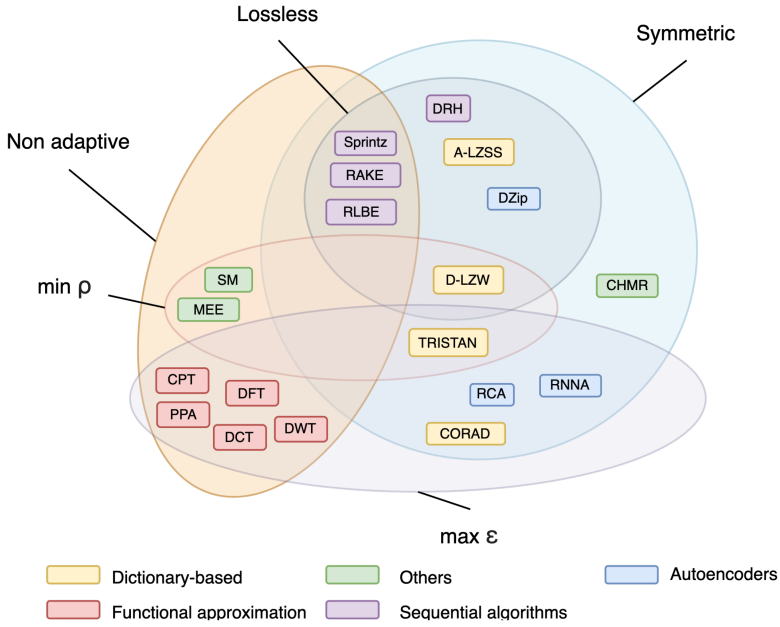 Lossless
Symmetric
Non adaptive
DRH
Sprintz
A-LZSS
RAKE
DZip
RLBE
SM
D-LZW
CHMR
min ρ
MEE
TRISTAN
CPT
DFT
RCA
RNNA
PPA
DCT
DWT
CORAD
max ε
Dictionary-based
Others
Autoencoders
Functional approximation
Sequential algorithms